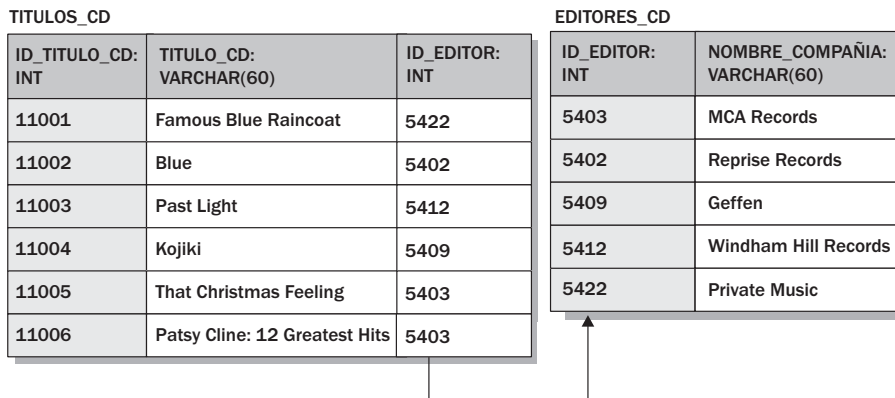 TITULOS_CD
ID_TITULO_CD: TITULO_CD: ID_EDITOR:
INT VARCHAR(60) INT
11001 Famous Blue Raincoat 5422
11002 Blue 5402
11003 Past Light 5412
11004 Kojiki 5409
11005 That Christmas Feeling 5403
11006 Patsy Cline: 12 Greatest Hits 5403
EDITORES_CD
ID_EDITOR: NOMBRE_COMPAÑIA:
INT VARCHAR(60)
5403 MCA Records
5402 Reprise Records
5409 Geffen
5412 Windham Hill Records
5422 Private Music